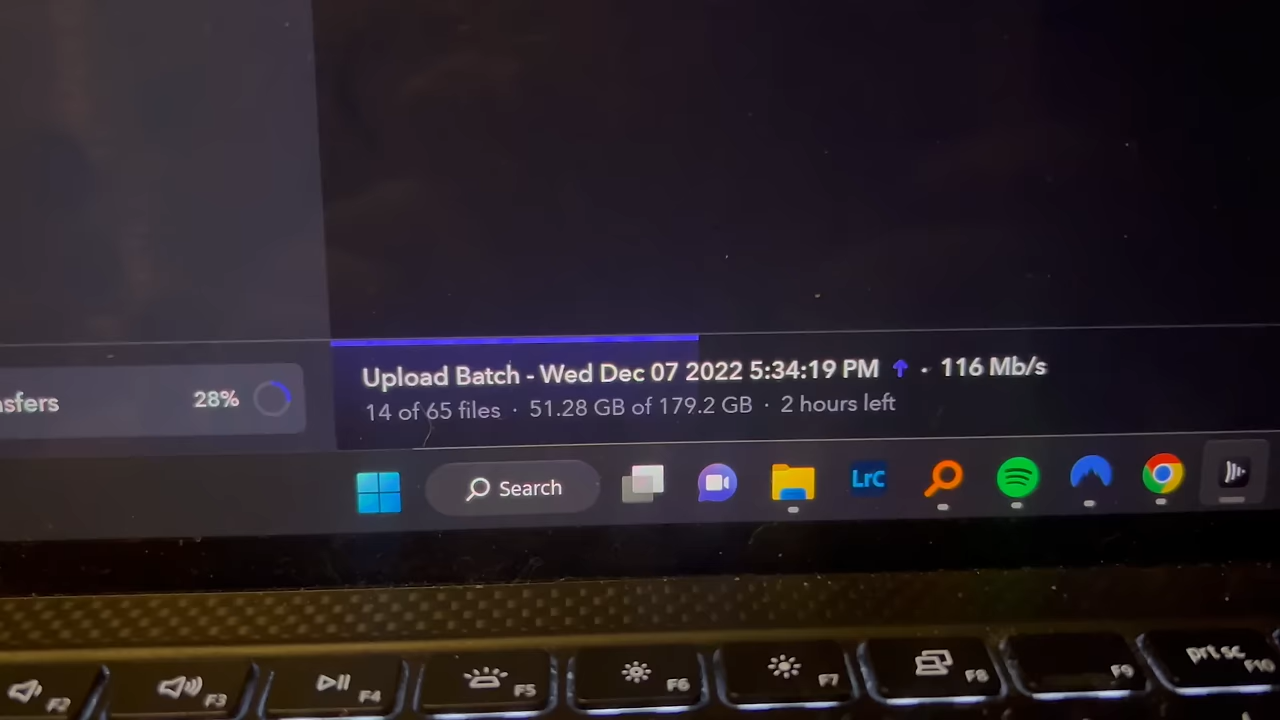 Upload Batch - Wed Dec 07 2022 5:34:19 PM ↑ · 116 Mb/s
nsfers 28%
14 of 65 files · 51.28 GB of 179.2 GB · 2 hours left
Search
LrC
F2 F3 F4 F5 F6 F7 F8 F9 prt sc F10